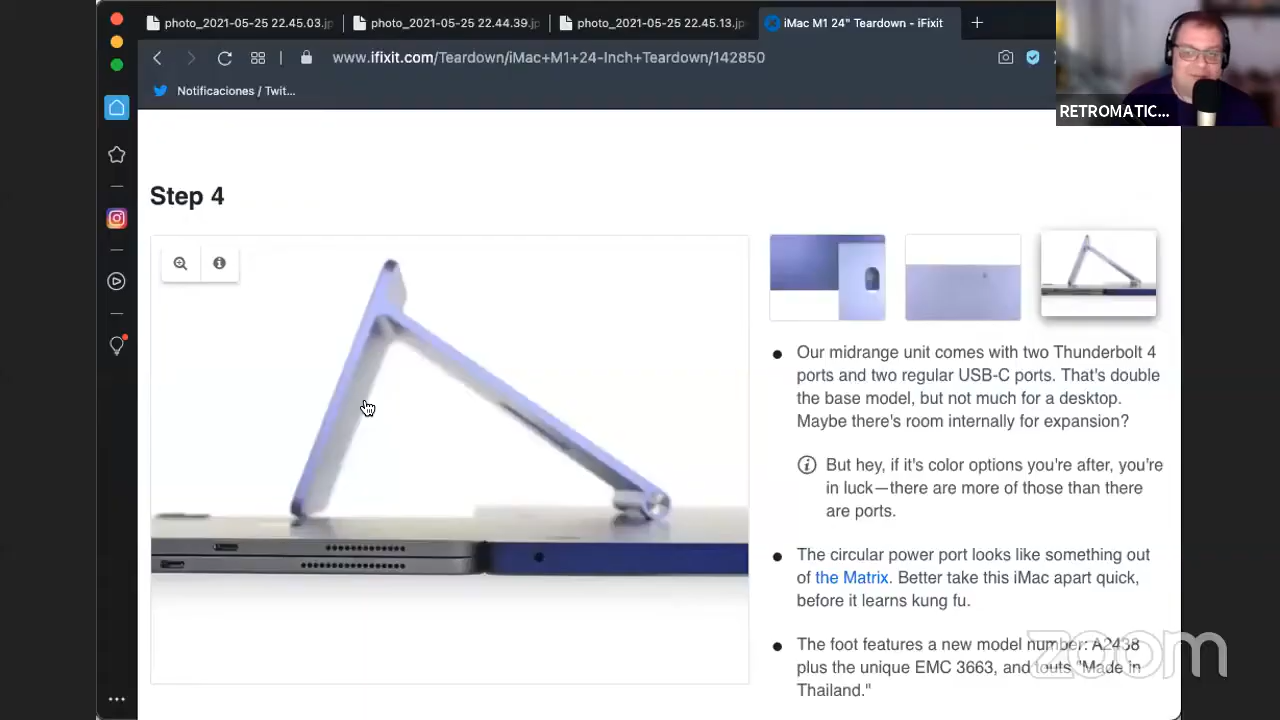 photo_2021-05-25 22.45.03.j
photo_2021-05-25 22.44.39.j
photo_2021-05-25 22.45.13.jp
iMac M1 24" Teardown - iFixit
www.ifixit.com/Teardown/iMac+M1+24-Inch+Teardown/142850
RETROMATIC...
Notificaciones / Twit...
Step 4
Our midrange unit comes with two Thunderbolt 4
ports and two regular USB-C ports. That's double
the base model, but not much for a desktop.
Maybe there's room internally for expansion?
But hey, if it's color options you're after, you're
in luck—there are more of those than there
are ports.
The circular power port looks like something out
of the Matrix. Better take this iMac apart quick,
before it learns kung fu.
The foot features a new model number: A2438
plus the unique EMC 3663, and touts "Made in
Thailand."
zoom